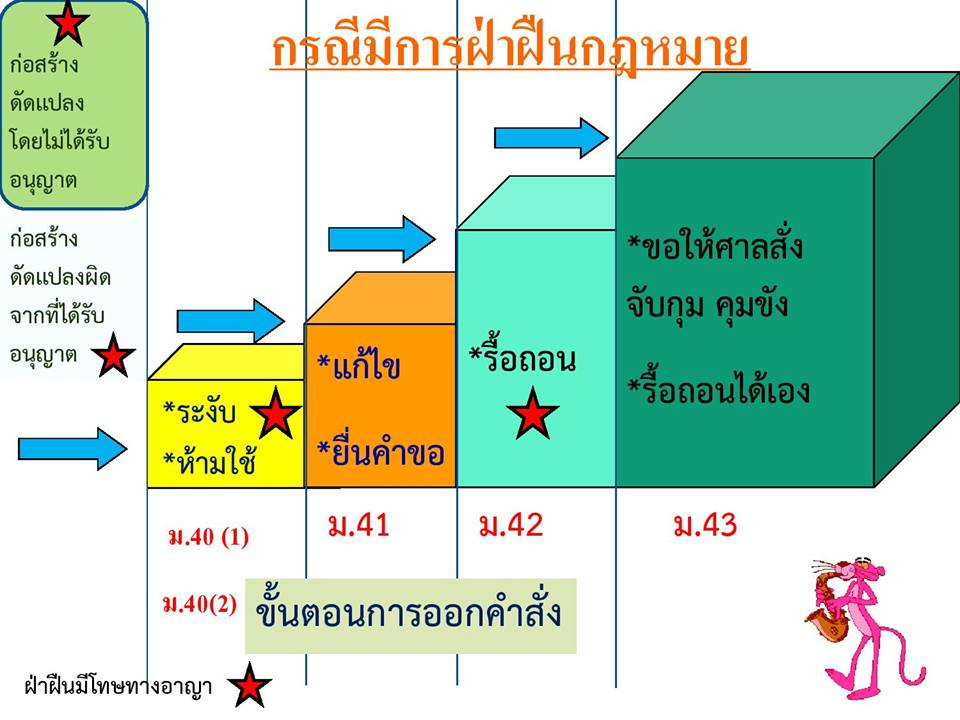 กรณีมีการฝ่าฝืนกฎหมาย
ก่อสร้าง
ดัดแปลง
โดยไม่ได้รับ
อนุญาต
ก่อสร้าง
ดัดแปลงผิด
จากที่ได้รับ
อนุญาต
*ระงับ
*ห้ามใช้
*แก้ไข
*ยื่นคำขอ
*รื้อถอน
*ขอให้ศาลสั่ง
จับกุม คุมขัง
*รื้อถอนได้เอง
ม.40 (1)
ม.41
ม.42
ม.43
ม.40(2)
ขั้นตอนการออกคำสั่ง
ฝ่าฝืนมีโทษทางอาญา